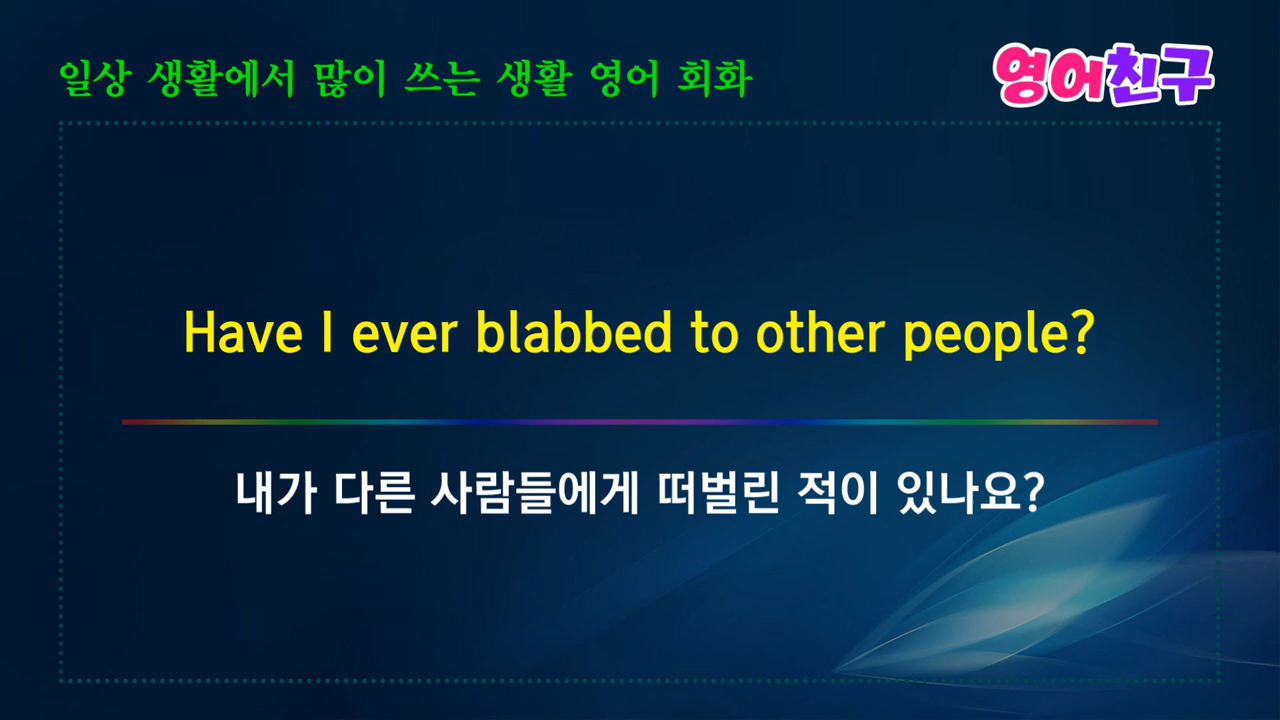 일상 생활에서 많이 쓰는 생활 영어 회화
영어친구
Have I ever blabbed to other people?
내가 다른 사람들에게 떠벌린 적이 있나요?